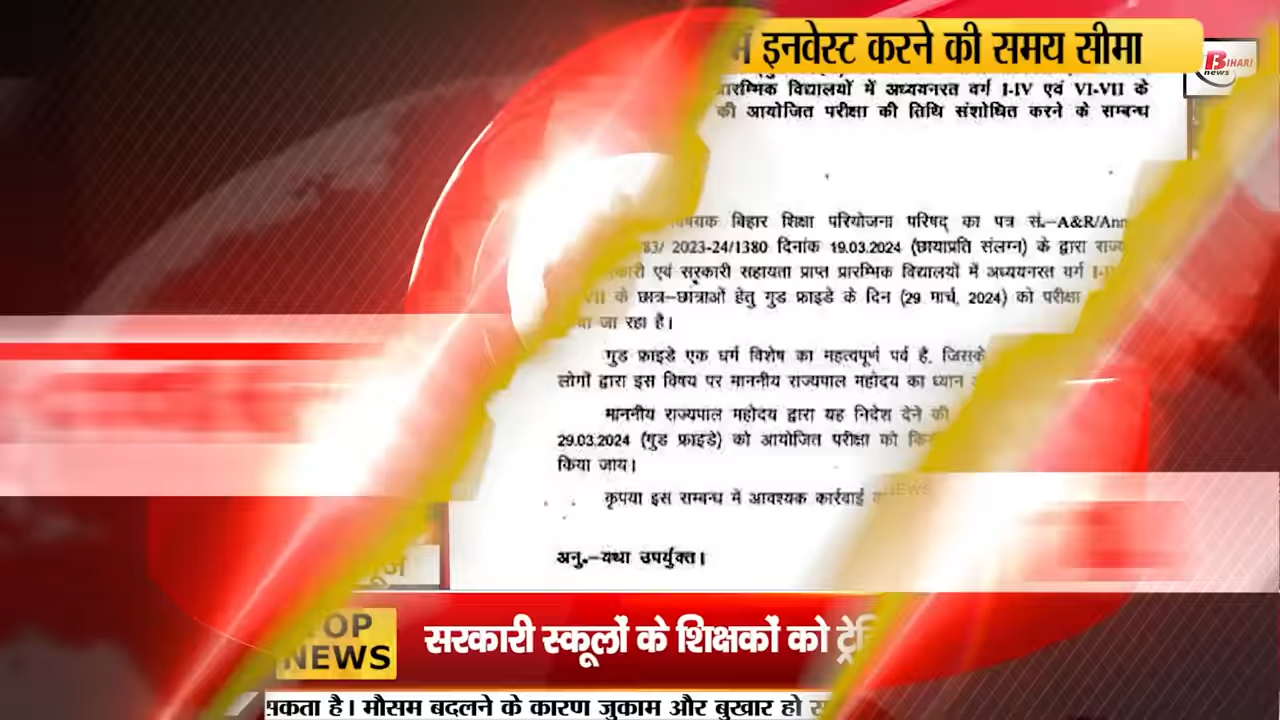 में इनवेस्ट करने की समय सीमा
BIHARI
news
प्रारम्भिक विद्यालयों में अध्ययनरत वर्ग I-IV एवं VI-VII के
की आयोजित परीक्षा की तिथि संशोधित करने के सम्बन्ध
बिहार शिक्षा परियोजना परिषद् का पत्र सं.-A&R/Ann
83/ 2023-24/1380 दिनांक 19.03.2024 (छायाप्रति संलग्न) के द्वारा राज्य
एवं सरकारी सहायता प्राप्त प्रारम्भिक विद्यालयों में अध्ययनरत वर्ग
VII के छात्र-छात्राओं हेतु गुड फ्राइडे के दिन (29 मार्च, 2024) को परीक्षा
जा रहा है।
गुड फ्राइडे एक धर्म विशेष का महत्वपूर्ण पर्व है, जिसके
लोगों द्वारा इस विषय पर माननीय राज्यपाल महोदय का ध्यान
माननीय राज्यपाल महोदय द्वारा यह निदेश देने की
29.03.2024 (गुड फ्राइडे) को आयोजित परीक्षा को
किया जाय।
कृपया इस सम्बन्ध में आवश्यक कार्रवाई
NEWS
अनु.-यथा उपर्युक्त।
TOP
NEWS
सरकारी स्कूलों के शिक्षकों को
सकता है। मौसम बदलने के कारण जुकाम और बुखार हो